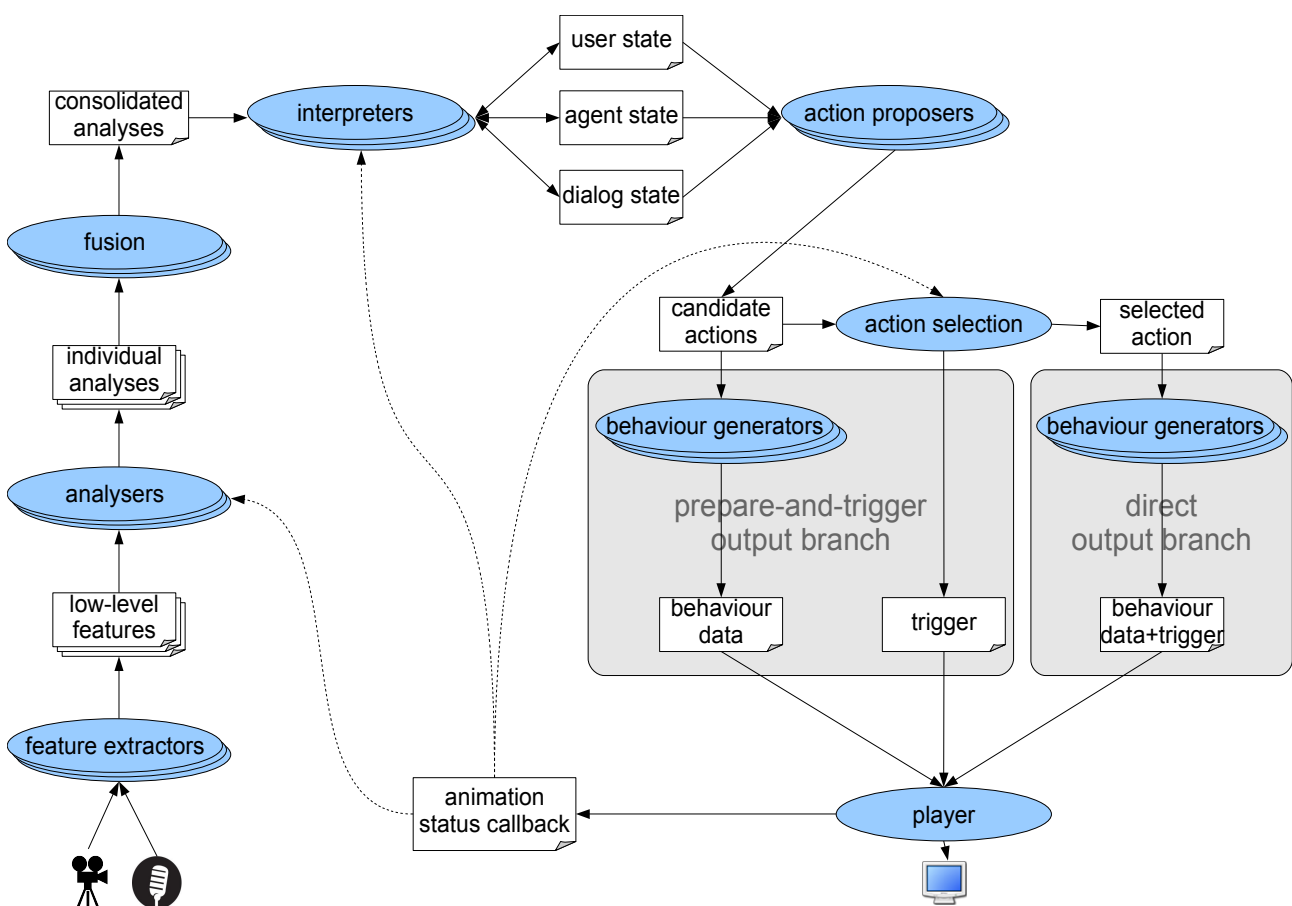 user state
consolidated
analyses
interpreters
agent state
action proposers
dialog state
fusion
candidate
actions
action selection
selected
action
individual
analyses
behaviour generators
behaviour generators
analysers
prepare-and-trigger
output branch
direct
output branch
low-level
features
behaviour
data
trigger
behaviour
data+trigger
feature extractors
animation
status callback
player